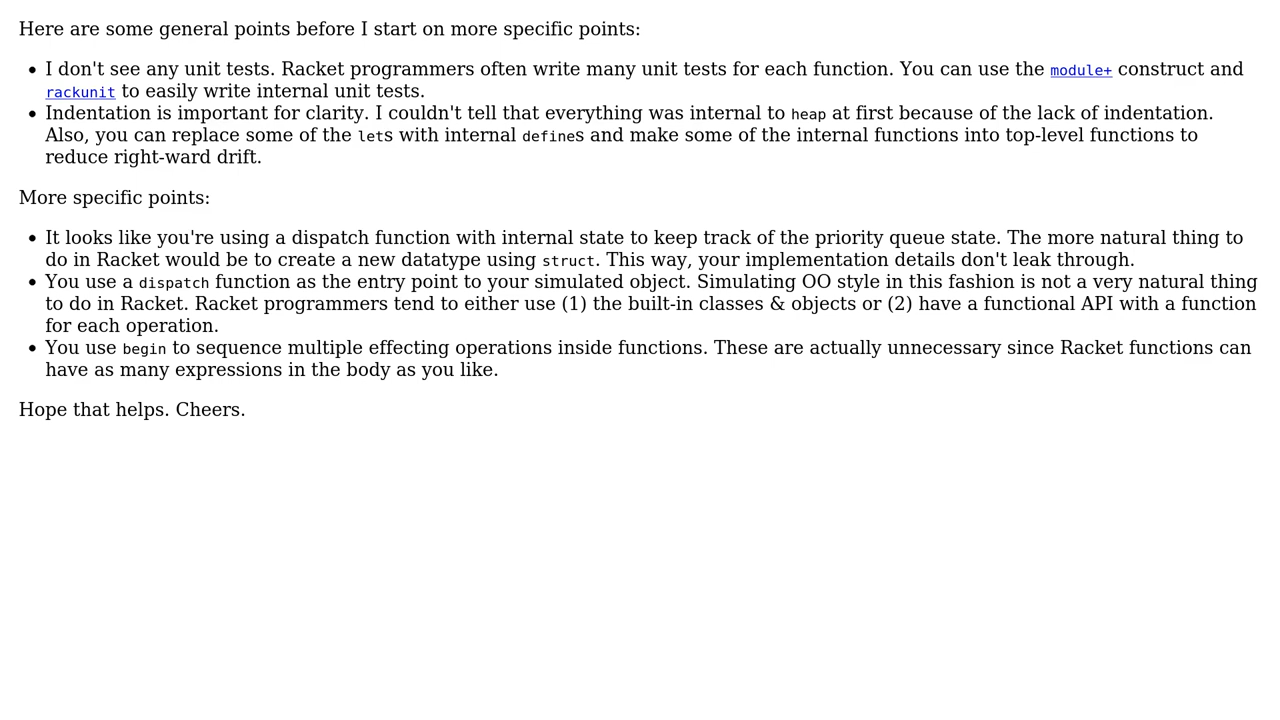 Here are some general points before I start on more specific points:
• I don't see any unit tests. Racket programmers often write many unit tests for each function. You can use the module+ construct and
rackunit to easily write internal unit tests.
• Indentation is important for clarity. I couldn't tell that everything was internal to heap at first because of the lack of indentation.
Also, you can replace some of the lets with internal defines and make some of the internal functions into top-level functions to
reduce right-ward drift.
More specific points:
• It looks like you're using a dispatch function with internal state to keep track of the priority queue state. The more natural thing to
do in Racket would be to create a new datatype using struct. This way, your implementation details don't leak through.
• You use a dispatch function as the entry point to your simulated object. Simulating OO style in this fashion is not a very natural thing
to do in Racket. Racket programmers tend to either use (1) the built-in classes & objects or (2) have a functional API with a function
for each operation.
• You use begin to sequence multiple effecting operations inside functions. These are actually unnecessary since Racket functions can
have as many expressions in the body as you like.
Hope that helps. Cheers.